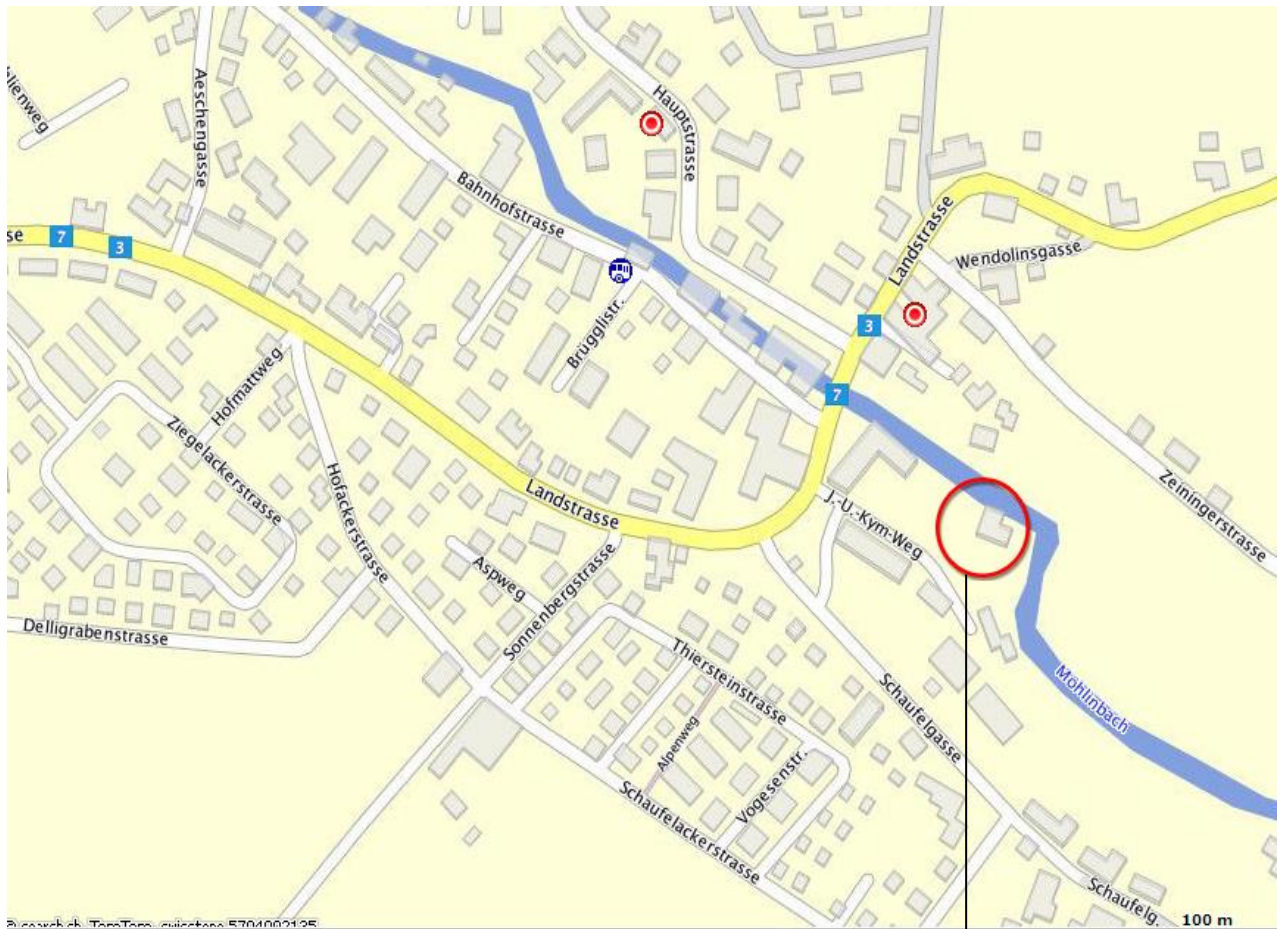 Hauptstrasse
Aeschengasse
Bahnhofstrasse
Landstrasse
Wendolinsgasse
se
7
3
3
Brügglistr.
7
Hofmattweg
Ziegelackerstrasse
Hofackerstrasse
Landstrasse
J.-U.-Kym-Weg
Zeiningerstrasse
Aspweg
Sonnenbergstrasse
Delligrabenstrasse
Thiersteinstrasse
Schaufelgasse
Möhlinbach
Alpenweg
Vogesenstr.
Schaufelackerstrasse
Schaufelg.
100 m